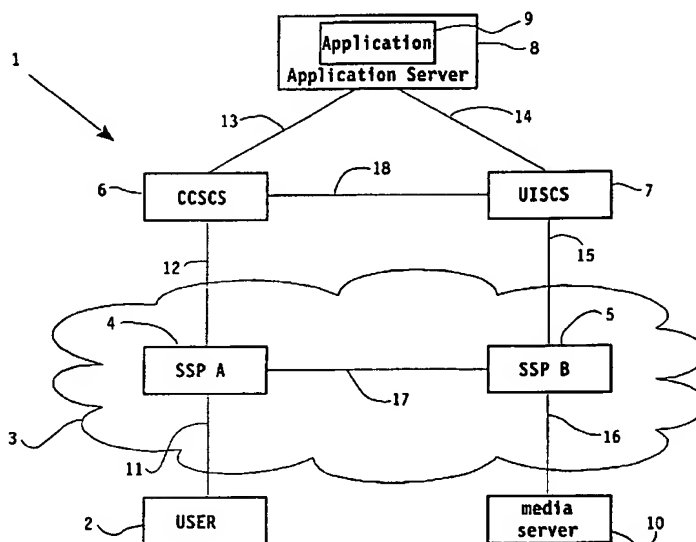 9
Application
8
Application Server
1
13
14
6
CCSCS
18
UISCS
7
12
15
4
5
SSP A
SSP B
17
3
11
16
2
USER
media
server
10